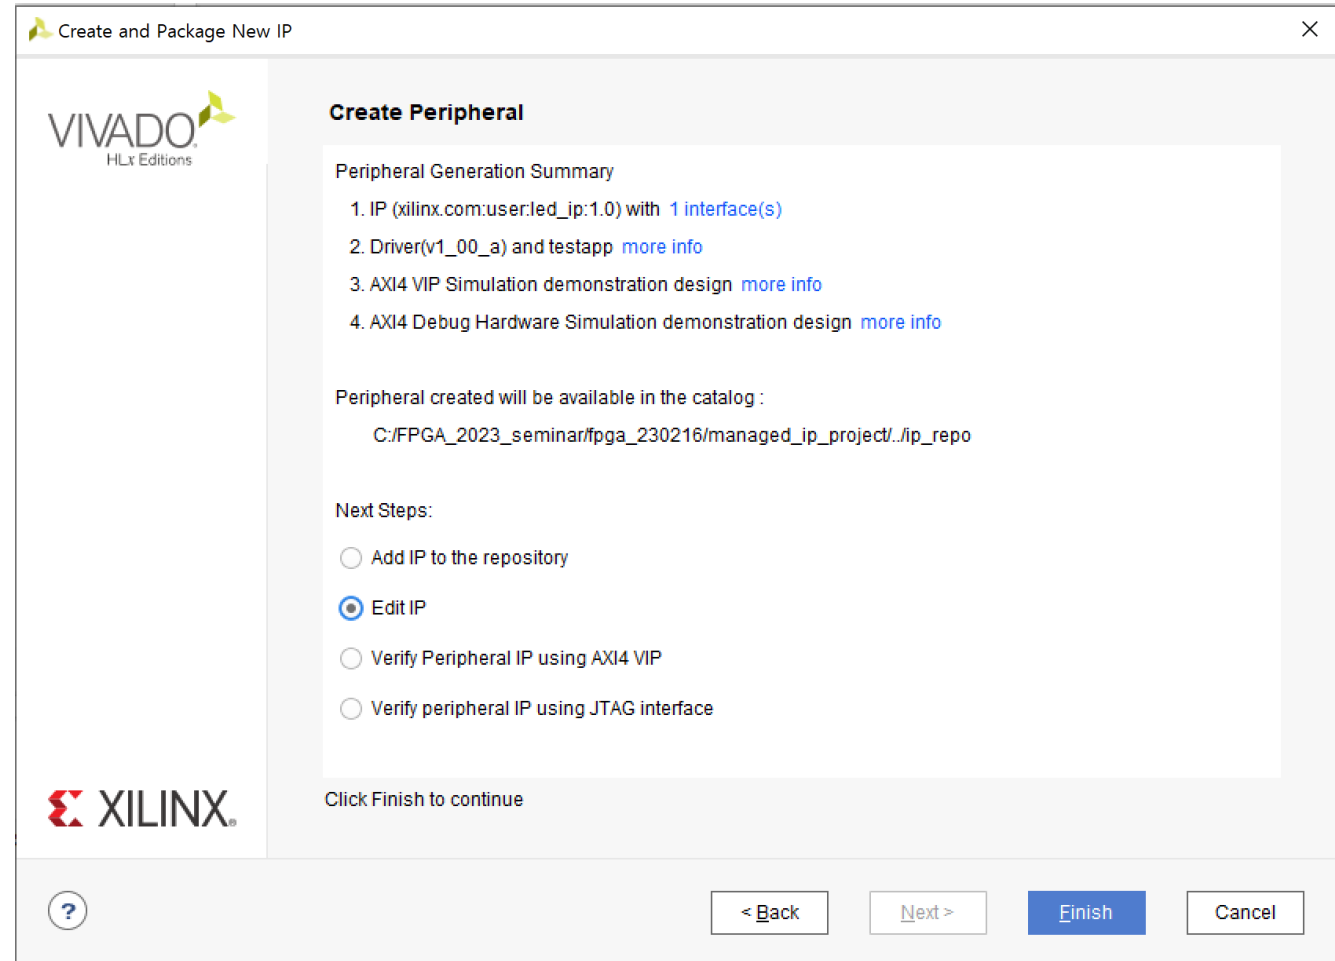 Create and Package New IP
VIVADO.
HLx Editions
Create Peripheral
Peripheral Generation Summary
1. IP (xilinx.com:user:led_ip:1.0) with 1 interface(s)
2. Driver(v1_00_a) and testapp more info
3. AXI4 VIP Simulation demonstration design more info
4. AXI4 Debug Hardware Simulation demonstration design more info
Peripheral created will be available in the catalog :
C:/FPGA_2023_seminar/fpga_230216/managed_ip_project/../ip_repo
Next Steps:
Add IP to the repository
Edit IP
Verify Peripheral IP using AXI4 VIP
Verify peripheral IP using JTAG interface
XILINX.
Click Finish to continue
?
< Back
Next >
Finish
Cancel